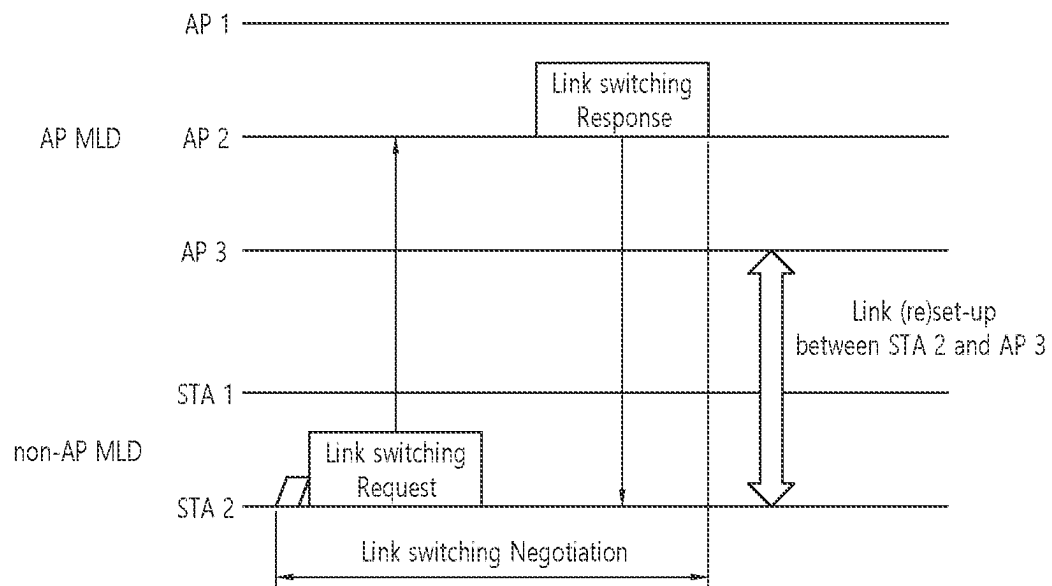 AP 1
Link switching
Response
AP MLD
AP 2
AP 3
Link (re)set-up
between STA 2 and AP 3
STA 1
non-AP MLD
Link switching
Request
STA 2
Link switching Negotiation